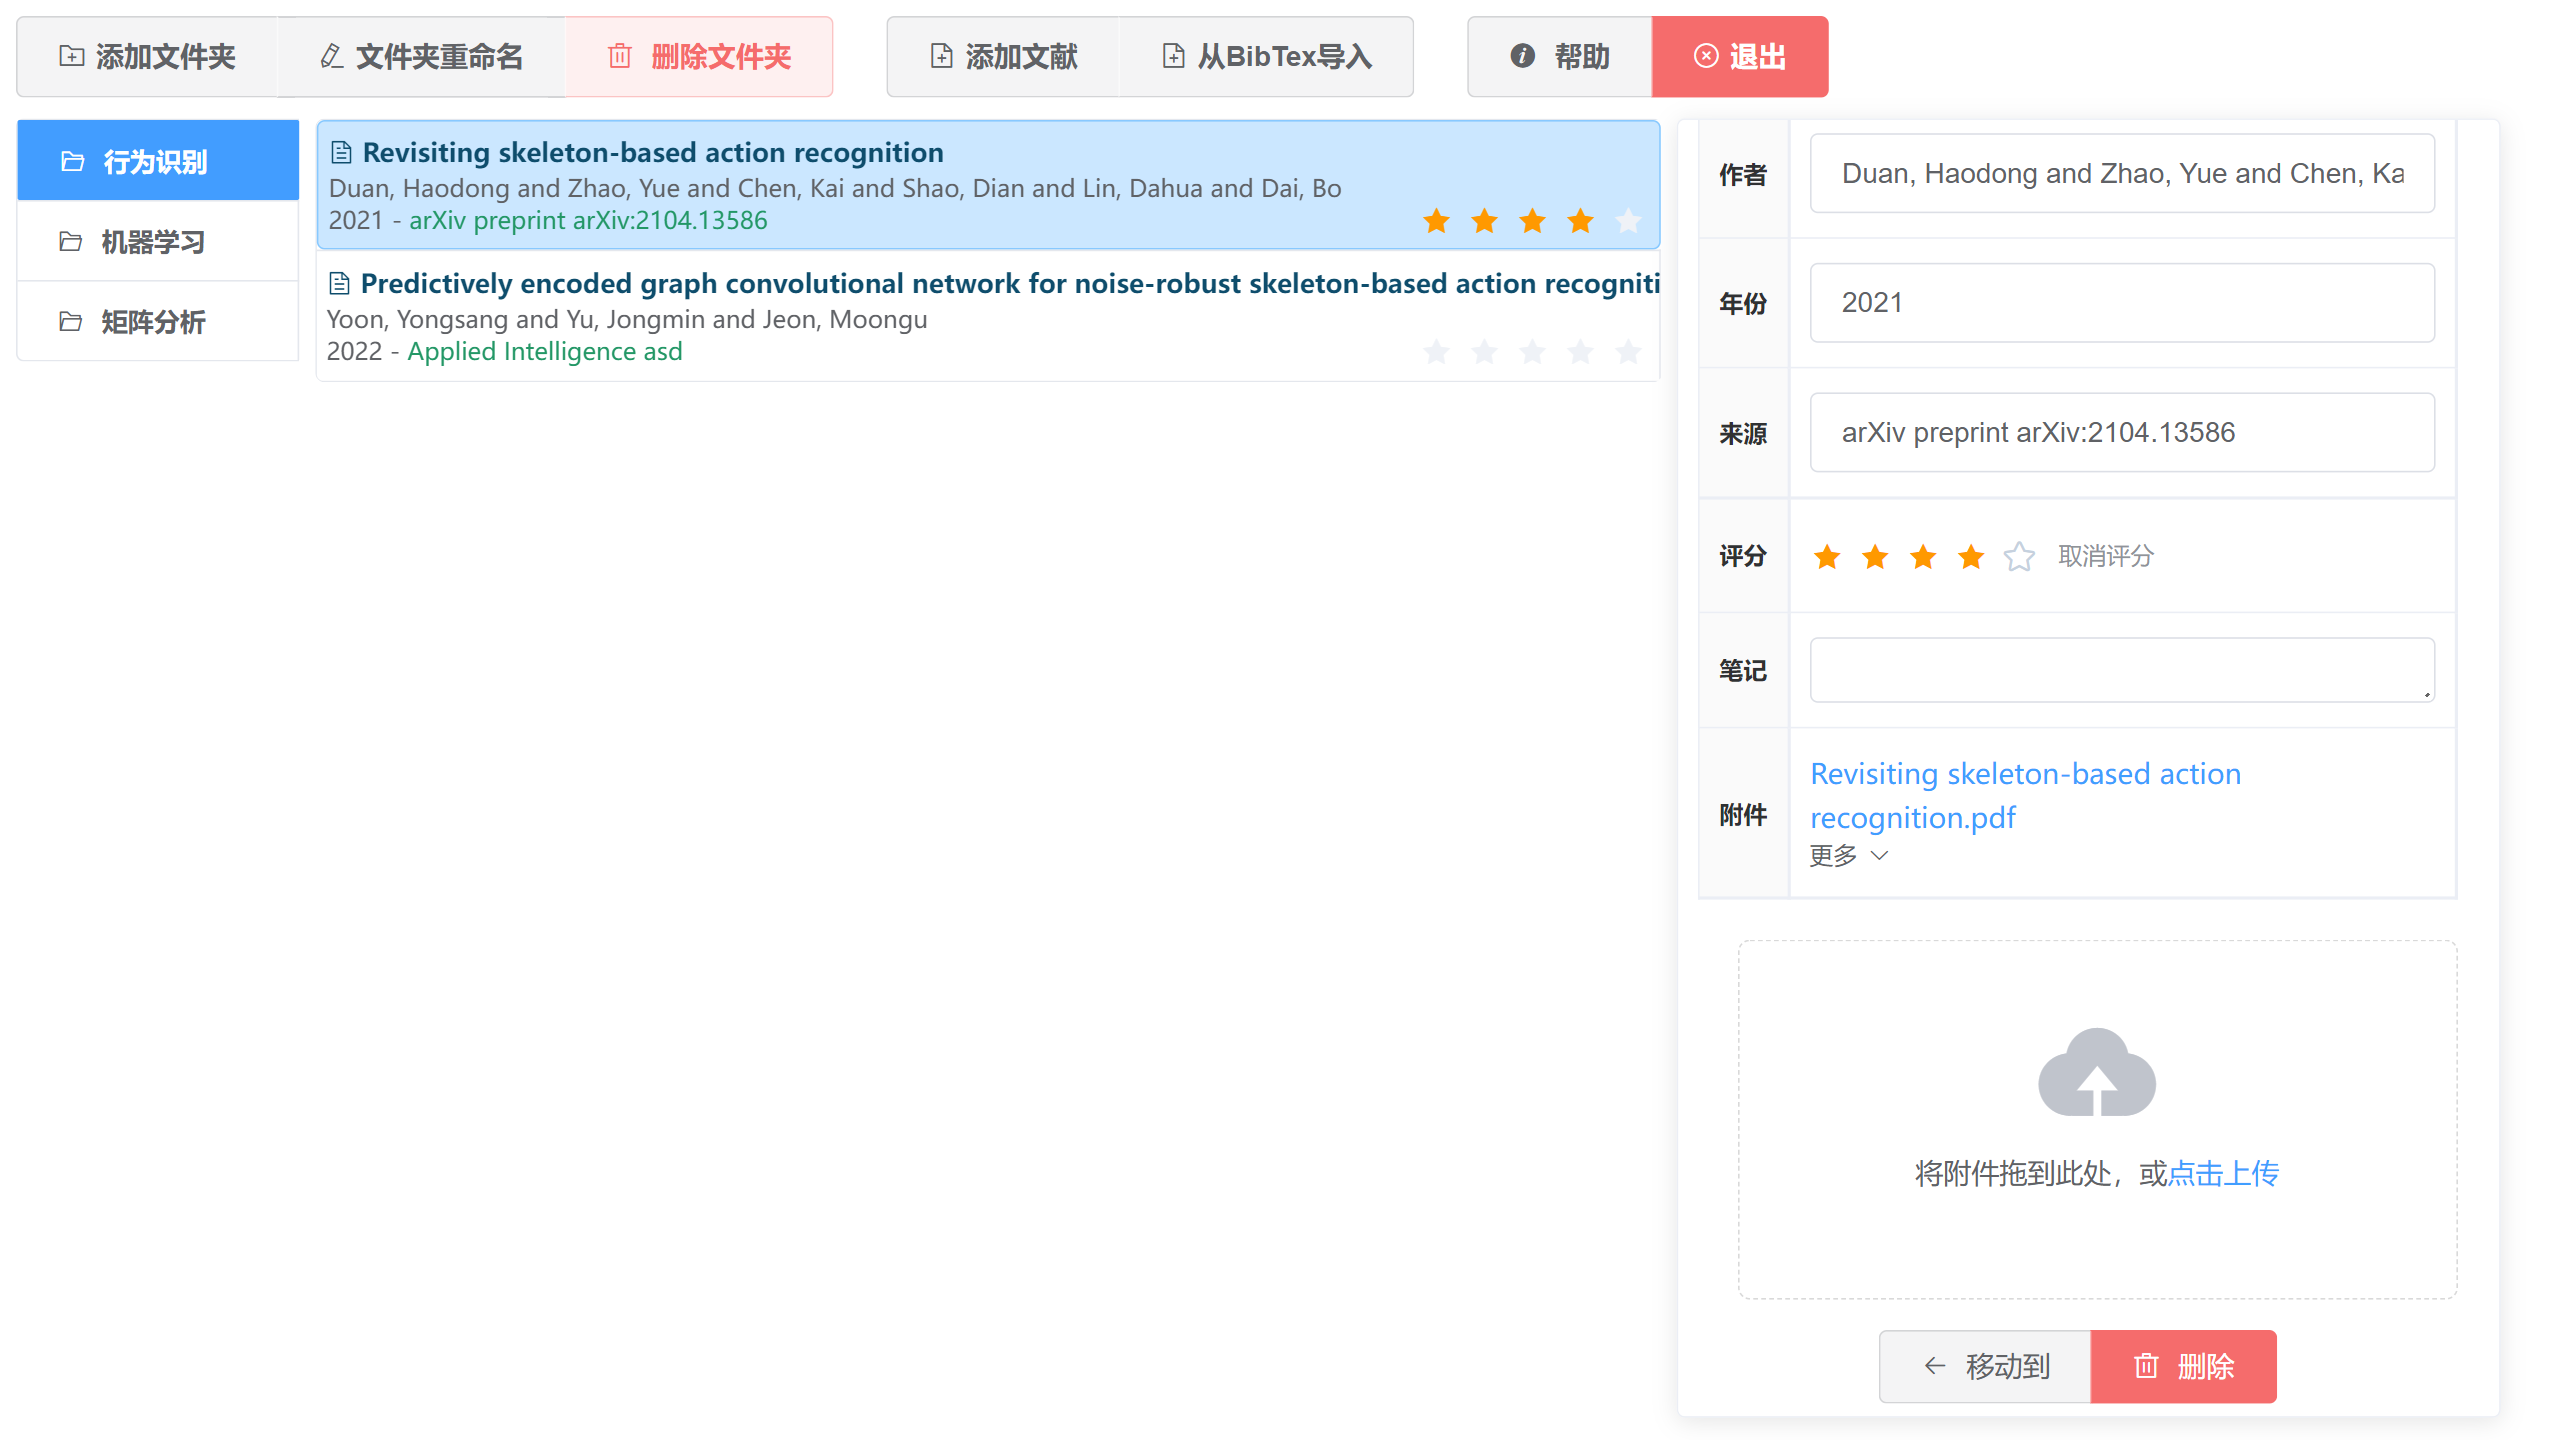 添加文件夹 文件夹重命名 删除文件夹 添加文献 从BibTex导入 帮助 退出
行为识别
机器学习
矩阵分析
Revisiting skeleton-based action recognition
Duan, Haodong and Zhao, Yue and Chen, Kai and Shao, Dian and Lin, Dahua and Dai, Bo
2021 - arXiv preprint arXiv:2104.13586
Predictively encoded graph convolutional network for noise-robust skeleton-based action recogniti
Yoon, Yongsang and Yu, Jongmin and Jeon, Moongu
2022 - Applied Intelligence asd
作者 Duan, Haodong and Zhao, Yue and Chen, Ka
年份 2021
来源 arXiv preprint arXiv:2104.13586
评分 取消评分
笔记
附件 Revisiting skeleton-based action
recognition.pdf
更多
将附件拖到此处，或点击上传
移动到 删除